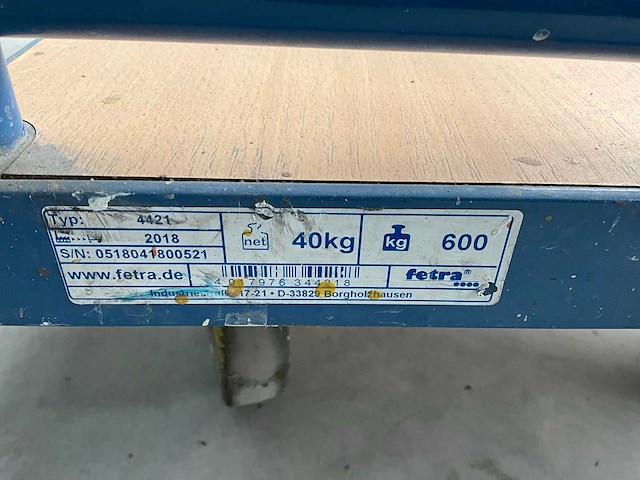 Typ: 4421
2018
S/N: 0518041800521
net 40kg
kg 600
www.fetra.de
fetra®
D-33829 Borgholzhausen